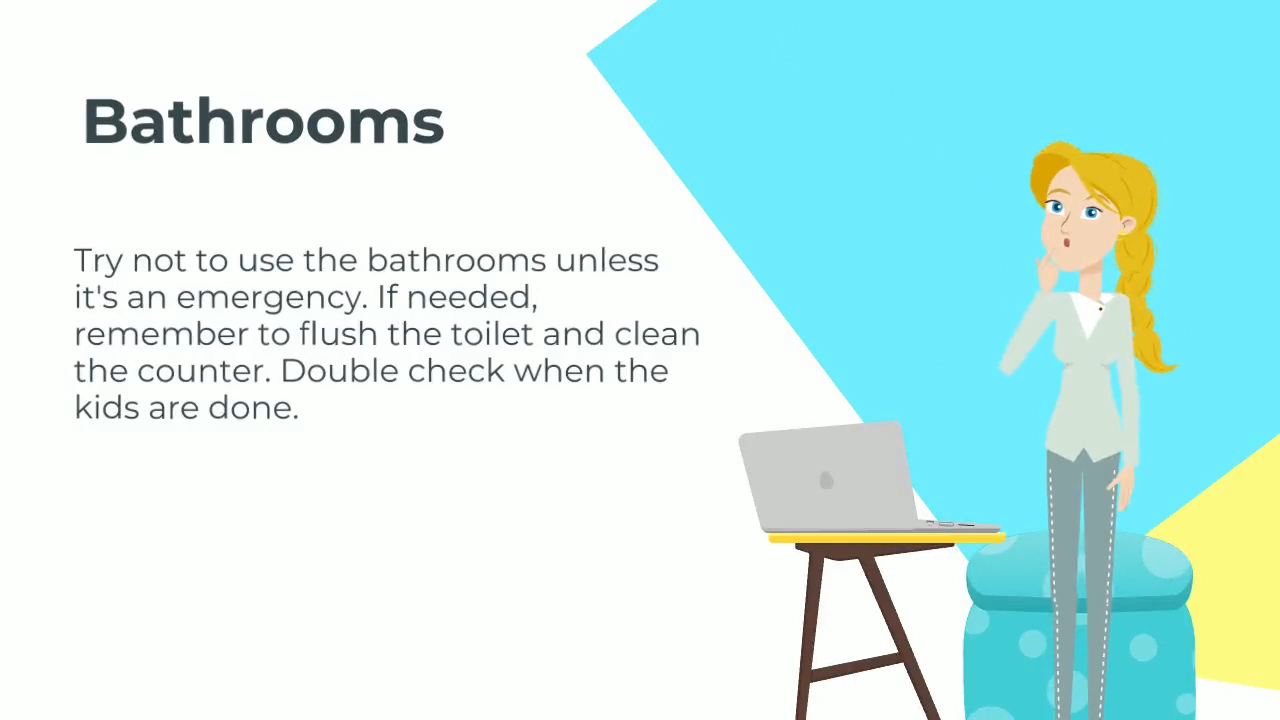 Bathrooms
Try not to use the bathrooms unless
it's an emergency. If needed,
remember to flush the toilet and clean
the counter. Double check when the
kids are done.